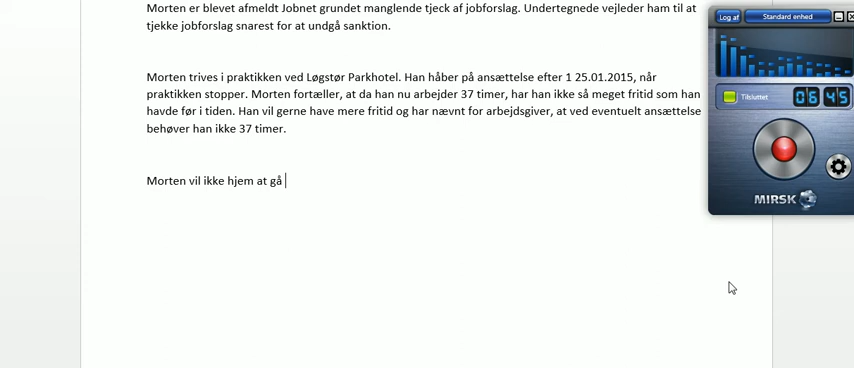 Morten er blevet afmeldt Jobnet grundet manglende tjeck af jobforslag. Undertegnede vejleder ham til at
tjekke jobforslag snarest for at undgå sanktion.
Morten trives i praktikken ved Løgstør Parkhotel. Han håber på ansættelse efter 1 25.01.2015, når
praktikken stopper. Morten fortæller, at da han nu arbejder 37 timer, har han ikke så meget fritid som han
havde før i tiden. Han vil gerne have mere fritid og har nævnt for arbejdsgiver, at ved eventuelt ansættelse
behøver han ikke 37 timer.
Morten vil ikke hjem at gå
Log af
Standard enhed
Tilsluttet
06 45
MIRSK